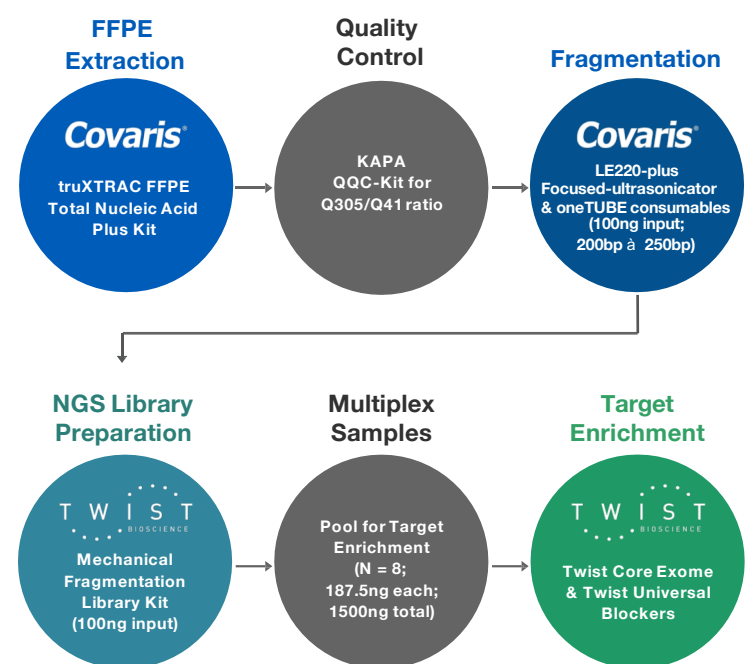 FFPE
Extraction
Covaris®
truXTRAC FFPE
Total Nucleic Acid
Plus Kit
Quality
Control
KAPA
QQC-Kit for
Q305/Q41 ratio
Fragmentation
Covaris®
LE220-plus
Focused-ultrasonicator
& oneTUBE consumables
(100ng input;
200bp à 250bp)
NGS Library
Preparation
TWIST
BIOSCIENCE
Mechanical
Fragmentation
Library Kit
(100ng input)
Multiplex
Samples
Pool for Target
Enrichment
(N = 8;
187.5ng each;
1500ng total)
Target
Enrichment
TWIST
BIOSCIENCE
Twist Core Exome
& Twist Universal
Blockers